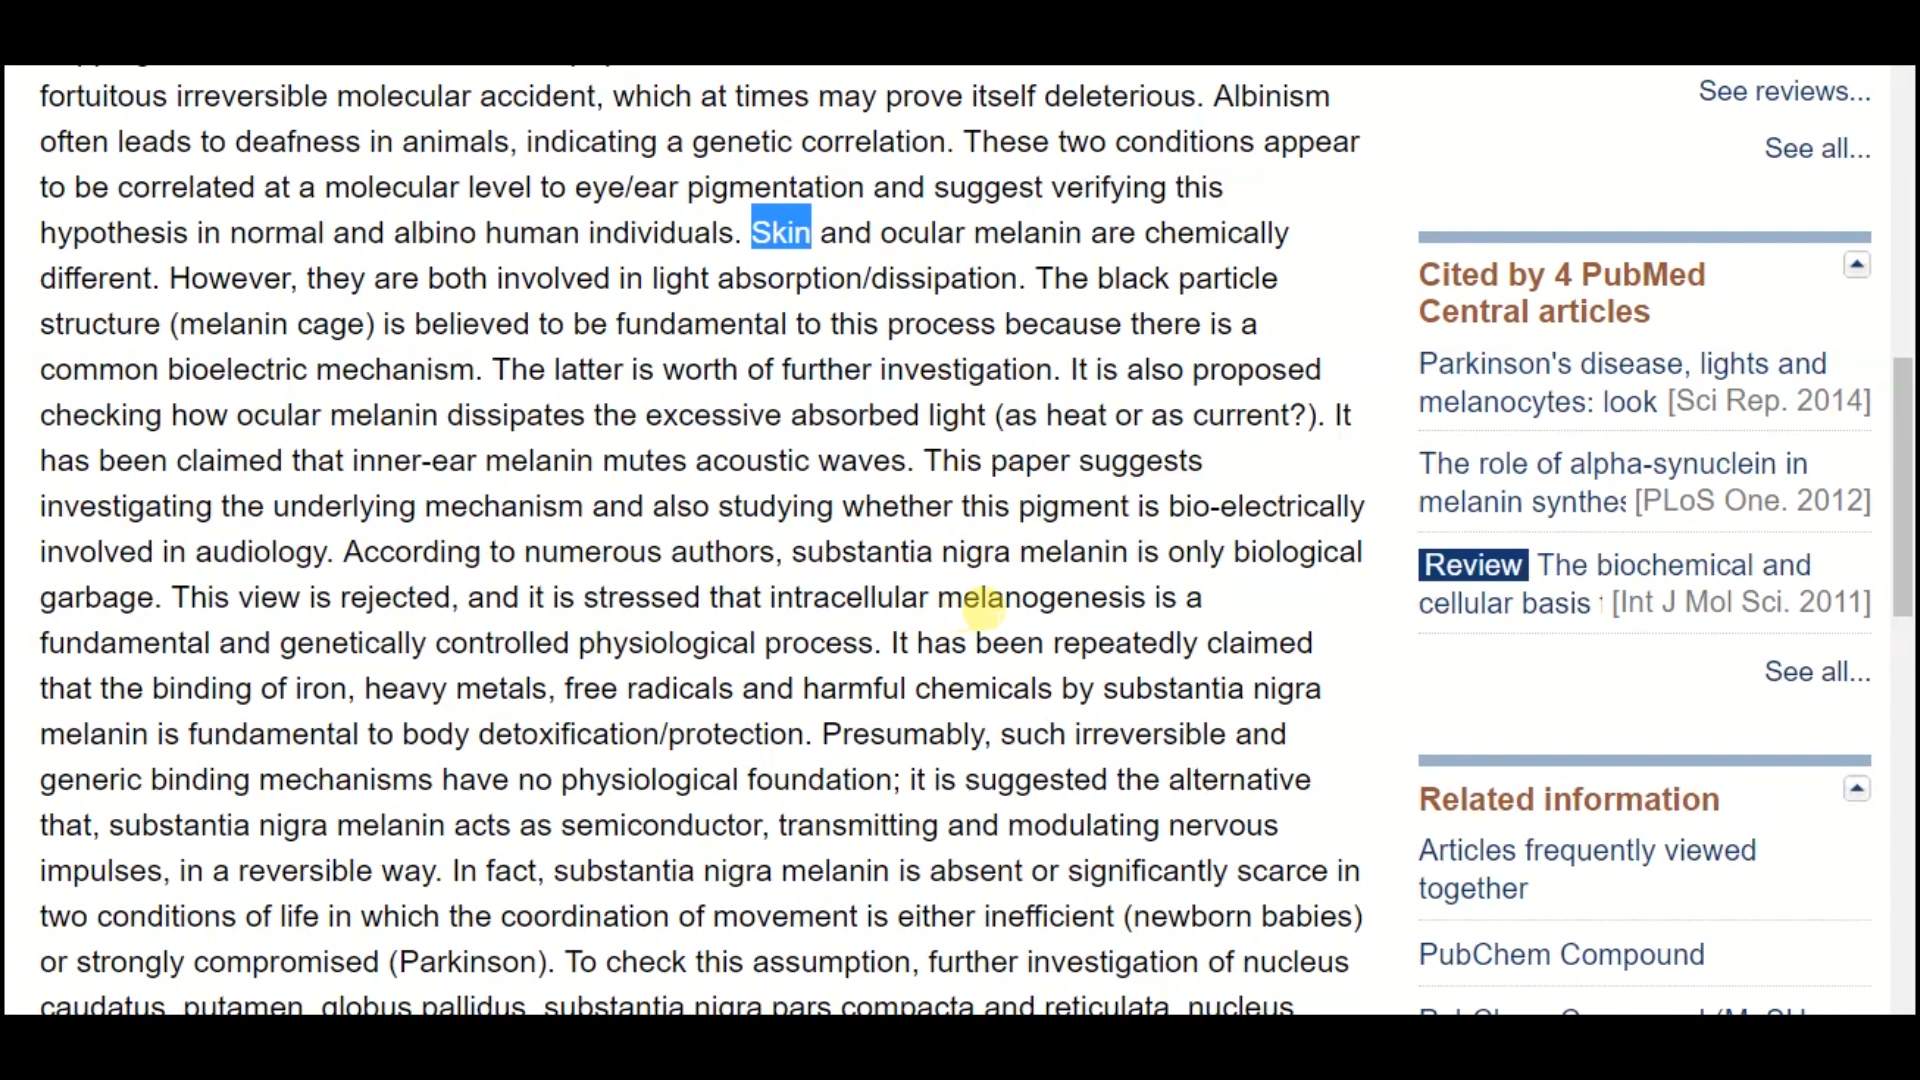 fortuitous irreversible molecular accident, which at times may prove itself deleterious. Albinism
often leads to deafness in animals, indicating a genetic correlation. These two conditions appear
to be correlated at a molecular level to eye/ear pigmentation and suggest verifying this
hypothesis in normal and albino human individuals. Skin and ocular melanin are chemically
different. However, they are both involved in light absorption/dissipation. The black particle
structure (melanin cage) is believed to be fundamental to this process because there is a
common bioelectric mechanism. The latter is worth of further investigation. It is also proposed
checking how ocular melanin dissipates the excessive absorbed light (as heat or as current?). It
has been claimed that inner-ear melanin mutes acoustic waves. This paper suggests
investigating the underlying mechanism and also studying whether this pigment is bio-electrically
involved in audiology. According to numerous authors, substantia nigra melanin is only biological
garbage. This view is rejected, and it is stressed that intracellular melanogenesis is a
fundamental and genetically controlled physiological process. It has been repeatedly claimed
that the binding of iron, heavy metals, free radicals and harmful chemicals by substantia nigra
melanin is fundamental to body detoxification/protection. Presumably, such irreversible and
generic binding mechanisms have no physiological foundation; it is suggested the alternative
that, substantia nigra melanin acts as semiconductor, transmitting and modulating nervous
impulses, in a reversible way. In fact, substantia nigra melanin is absent or significantly scarce in
two conditions of life in which the coordination of movement is either inefficient (newborn babies)
or strongly compromised (Parkinson). To check this assumption, further investigation of nucleus
caudatus, putamen, globus pallidus, substantia nigra pars compacta and reticulata, nucleus
See reviews...
See all...
Cited by 4 PubMed
Central articles
Parkinson's disease, lights and
melanocytes: look [Sci Rep. 2014]
The role of alpha-synuclein in
melanin synthes [PLoS One. 2012]
Review The biochemical and
cellular basis [Int J Mol Sci. 2011]
See all...
Related information
Articles frequently viewed
together
PubChem Compound